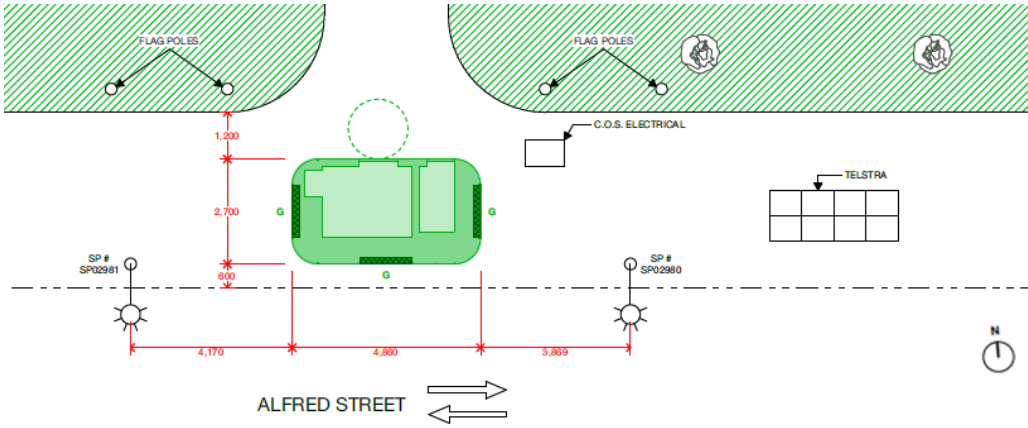 FLAG POLES
FLAG POLES
C.O.S. ELECTRICAL
1,200
TELSTRA
2,700
G
G
SP #
SP02981
SP #
SP02980
600
G
N
4,170
4,860
3,869
ALFRED STREET